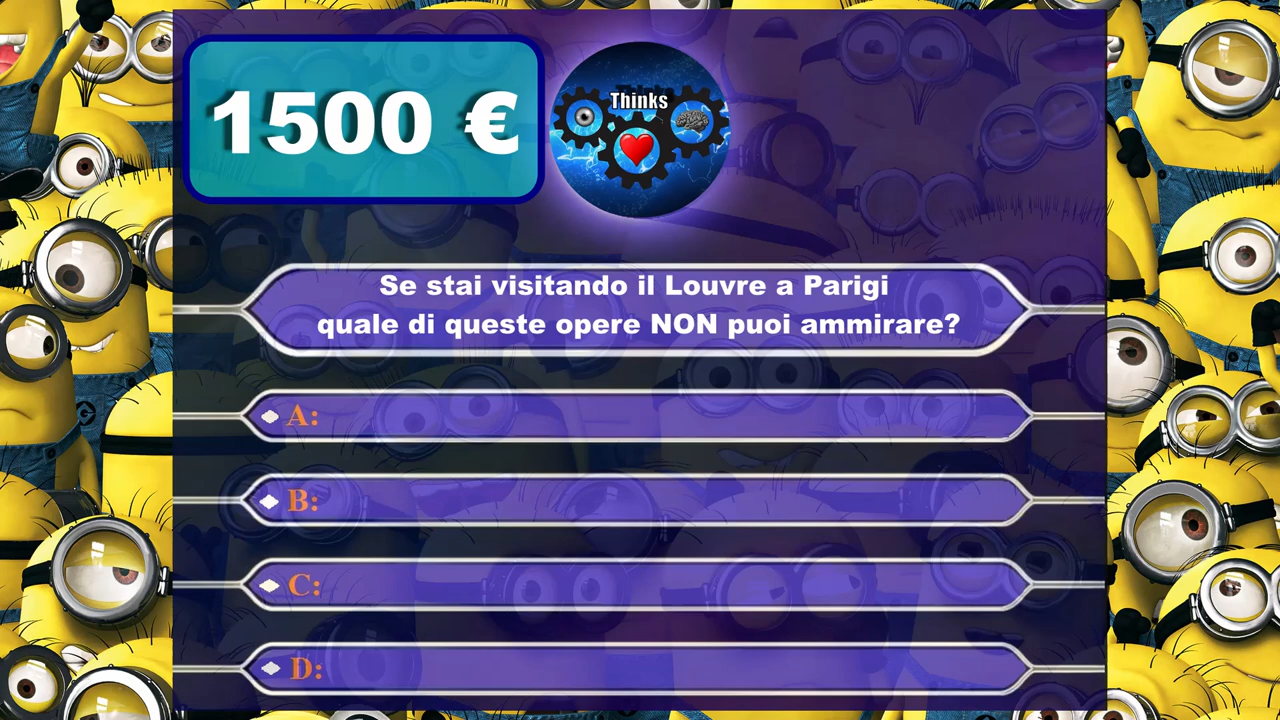 1500 €
Thinks
Se stai visitando il Louvre a Parigi
quale di queste opere NON puoi ammirare?
A:
B:
C:
D: